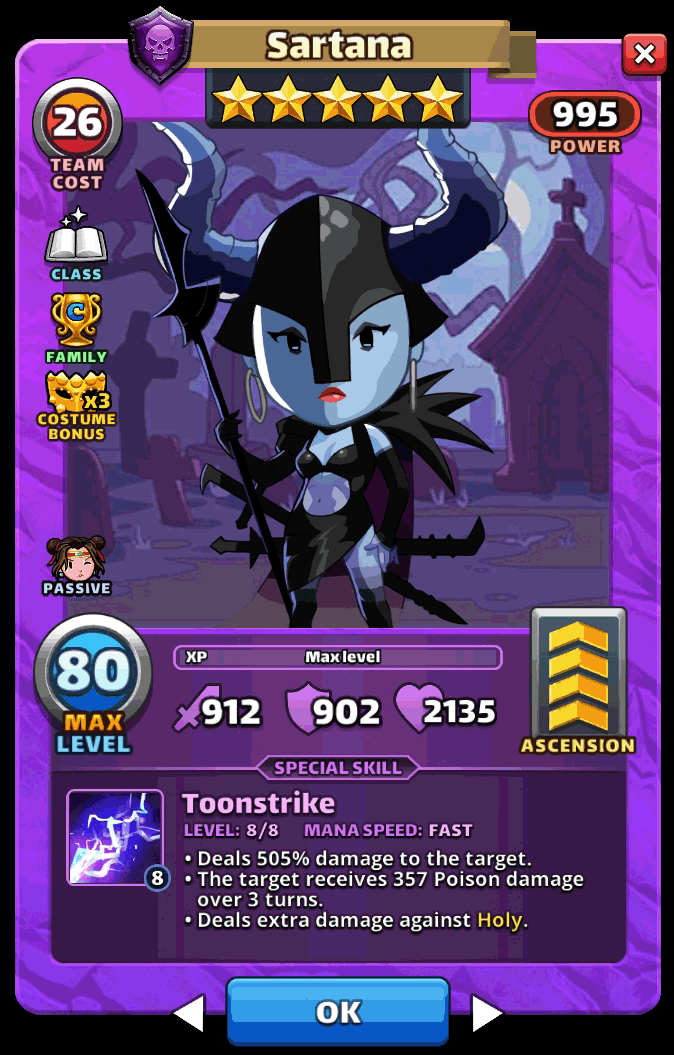 Sartana
26
TEAM
COST
995
POWER
CLASS
C
FAMILY
x3
COSTUME
BONUS
PASSIVE
80
MAX
LEVEL
XP Max level
912 902 2135
ASCENSION
SPECIAL SKILL
Toonstrike
LEVEL: 8/8 MANA SPEED: FAST
8
• Deals 505% damage to the target.
• The target receives 357 Poison damage
over 3 turns.
• Deals extra damage against Holy.
OK